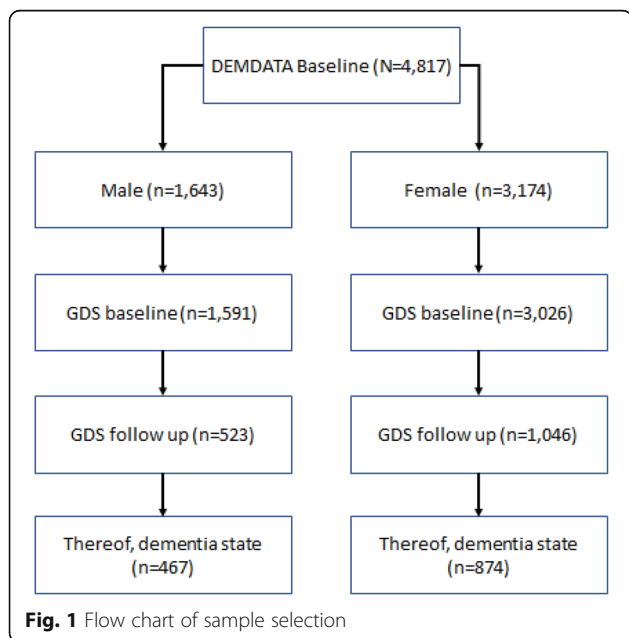 DEMDATA Baseline (N=4,817)
Male (n=1,643)
Female (n=3,174)
GDS baseline (n=1,591)
GDS baseline (n=3,026)
GDS follow up (n=523)
GDS follow up (n=1,046)
Thereof, dementia state
(n=467)
Thereof, dementia state
(n=874)
Fig. 1 Flow chart of sample selection